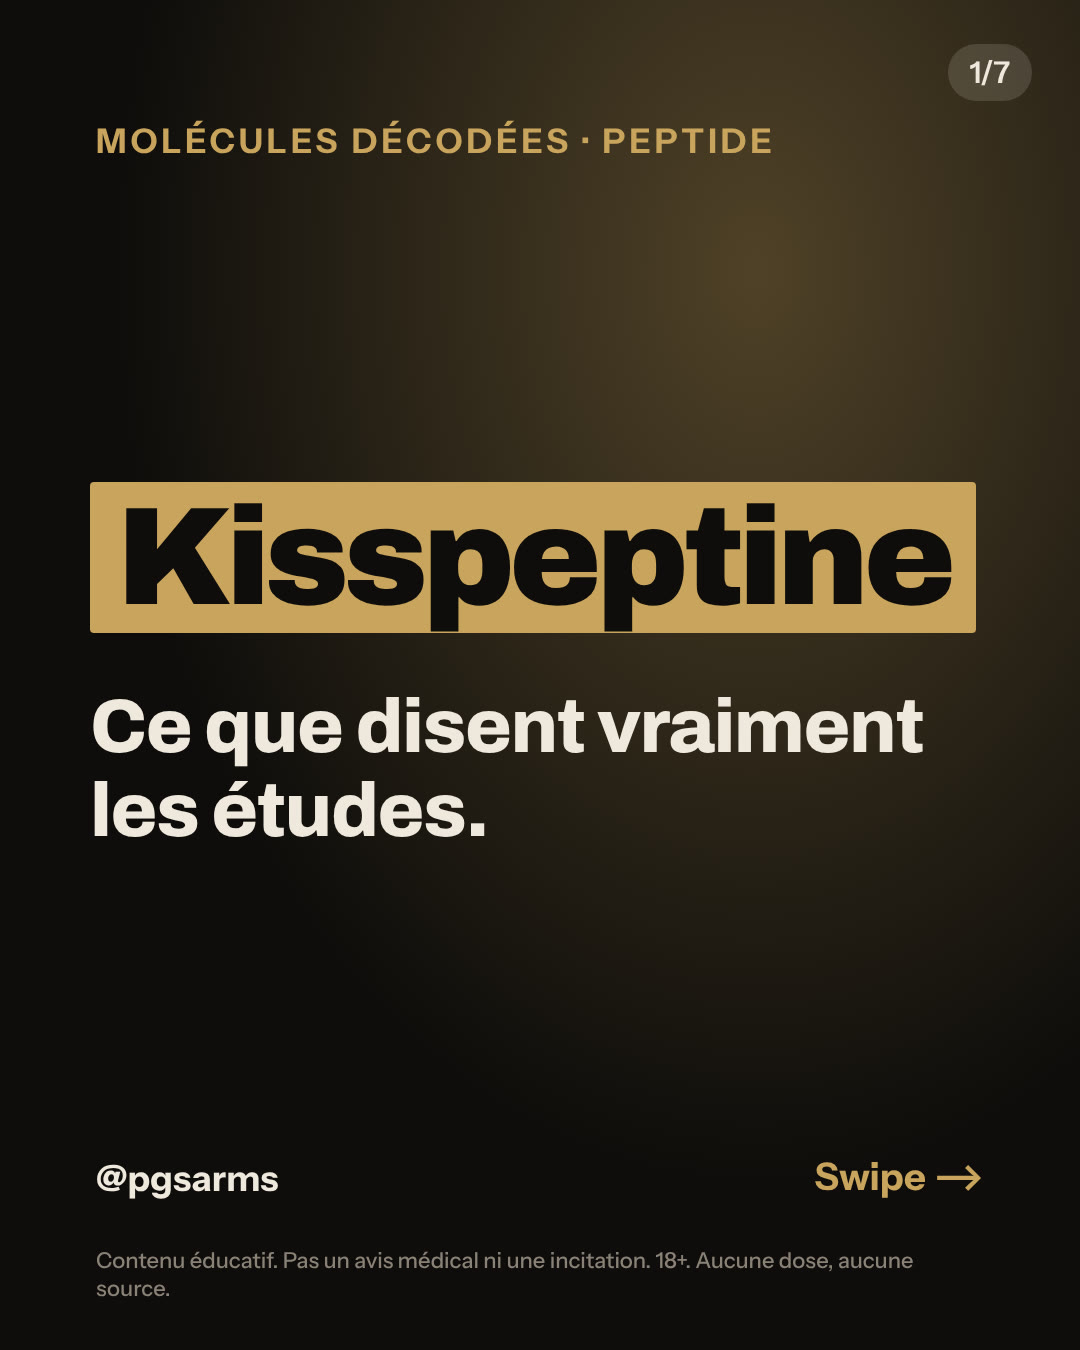 1/7
MOLÉCULES DÉCODÉES · PEPTIDE
Kisspeptine
Ce que disent vraiment
les études.
@pgsarms
Swipe →
Contenu éducatif. Pas un avis médical ni une incitation. 18+. Aucune dose, aucune
source.